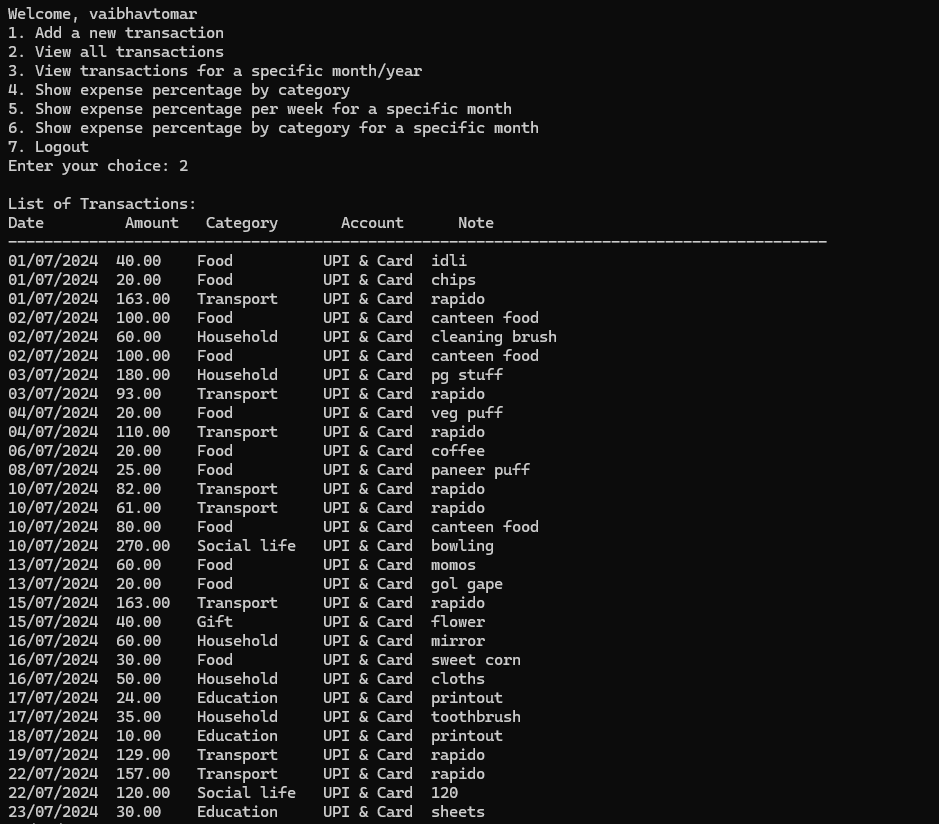 Welcome, vaibhavtomar
1. Add a new transaction
2. View all transactions
3. View transactions for a specific month/year
4. Show expense percentage by category
5. Show expense percentage per week for a specific month
6. Show expense percentage by category for a specific month
7. Logout
Enter your choice: 2
List of Transactions:
Date Amount Category Account Note
-------------------------------------------------------------------------------------------
01/07/2024 40.00 Food UPI & Card idli
01/07/2024 20.00 Food UPI & Card chips
01/07/2024 163.00 Transport UPI & Card rapido
02/07/2024 100.00 Food UPI & Card canteen food
02/07/2024 60.00 Household UPI & Card cleaning brush
02/07/2024 100.00 Food UPI & Card canteen food
03/07/2024 180.00 Household UPI & Card pg stuff
03/07/2024 93.00 Transport UPI & Card rapido
04/07/2024 20.00 Food UPI & Card veg puff
04/07/2024 110.00 Transport UPI & Card rapido
06/07/2024 20.00 Food UPI & Card coffee
08/07/2024 25.00 Food UPI & Card paneer puff
10/07/2024 82.00 Transport UPI & Card rapido
10/07/2024 61.00 Transport UPI & Card rapido
10/07/2024 80.00 Food UPI & Card canteen food
10/07/2024 270.00 Social life UPI & Card bowling
13/07/2024 60.00 Food UPI & Card momos
13/07/2024 20.00 Food UPI & Card gol gape
15/07/2024 163.00 Transport UPI & Card rapido
15/07/2024 40.00 Gift UPI & Card flower
16/07/2024 60.00 Household UPI & Card mirror
16/07/2024 30.00 Food UPI & Card sweet corn
16/07/2024 50.00 Household UPI & Card cloths
17/07/2024 24.00 Education UPI & Card printout
17/07/2024 35.00 Household UPI & Card toothbrush
18/07/2024 10.00 Education UPI & Card printout
19/07/2024 129.00 Transport UPI & Card rapido
22/07/2024 157.00 Transport UPI & Card rapido
22/07/2024 120.00 Social life UPI & Card 120
23/07/2024 30.00 Education UPI & Card sheets